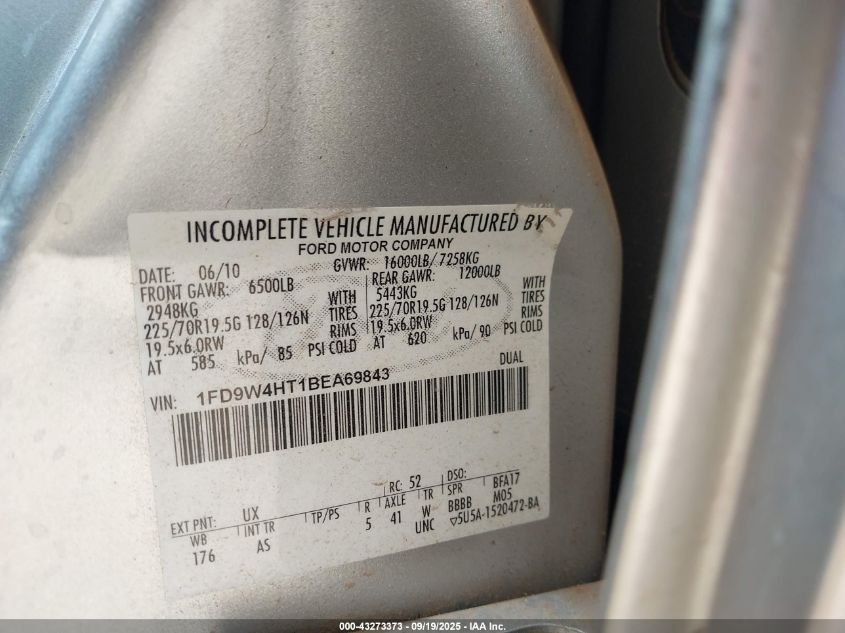 INCOMPLETE VEHICLE MANUFACTURED BY
FORD MOTOR COMPANY
DATE: 06/10 GVWR: 16000LB/ 7258KG
FRONT GAWR: 6500LB REAR GAWR: 12000LB
2948KG WITH 5443KG WITH
225/70R19.5G 128/126N TIRES 225/70R19.5G 128/126N TIRES
19.5x6.0RW RIMS 19.5x6.0RW RIMS
AT 585 kPa/ 85 PSI COLD AT 620 kPa/ 90 PSI COLD
DUAL
VIN: 1FD9W4HT1BEA69843
EXT PNT: UX RC: 52 DSO:
WB INT TR TP/PS R AXLE TR SPR BFA17
176 AS 5 41 W BBBB M05
UNC ▽5U5A-1520472-BA
000-43273373 - 09/19/2025 - IAA Inc.